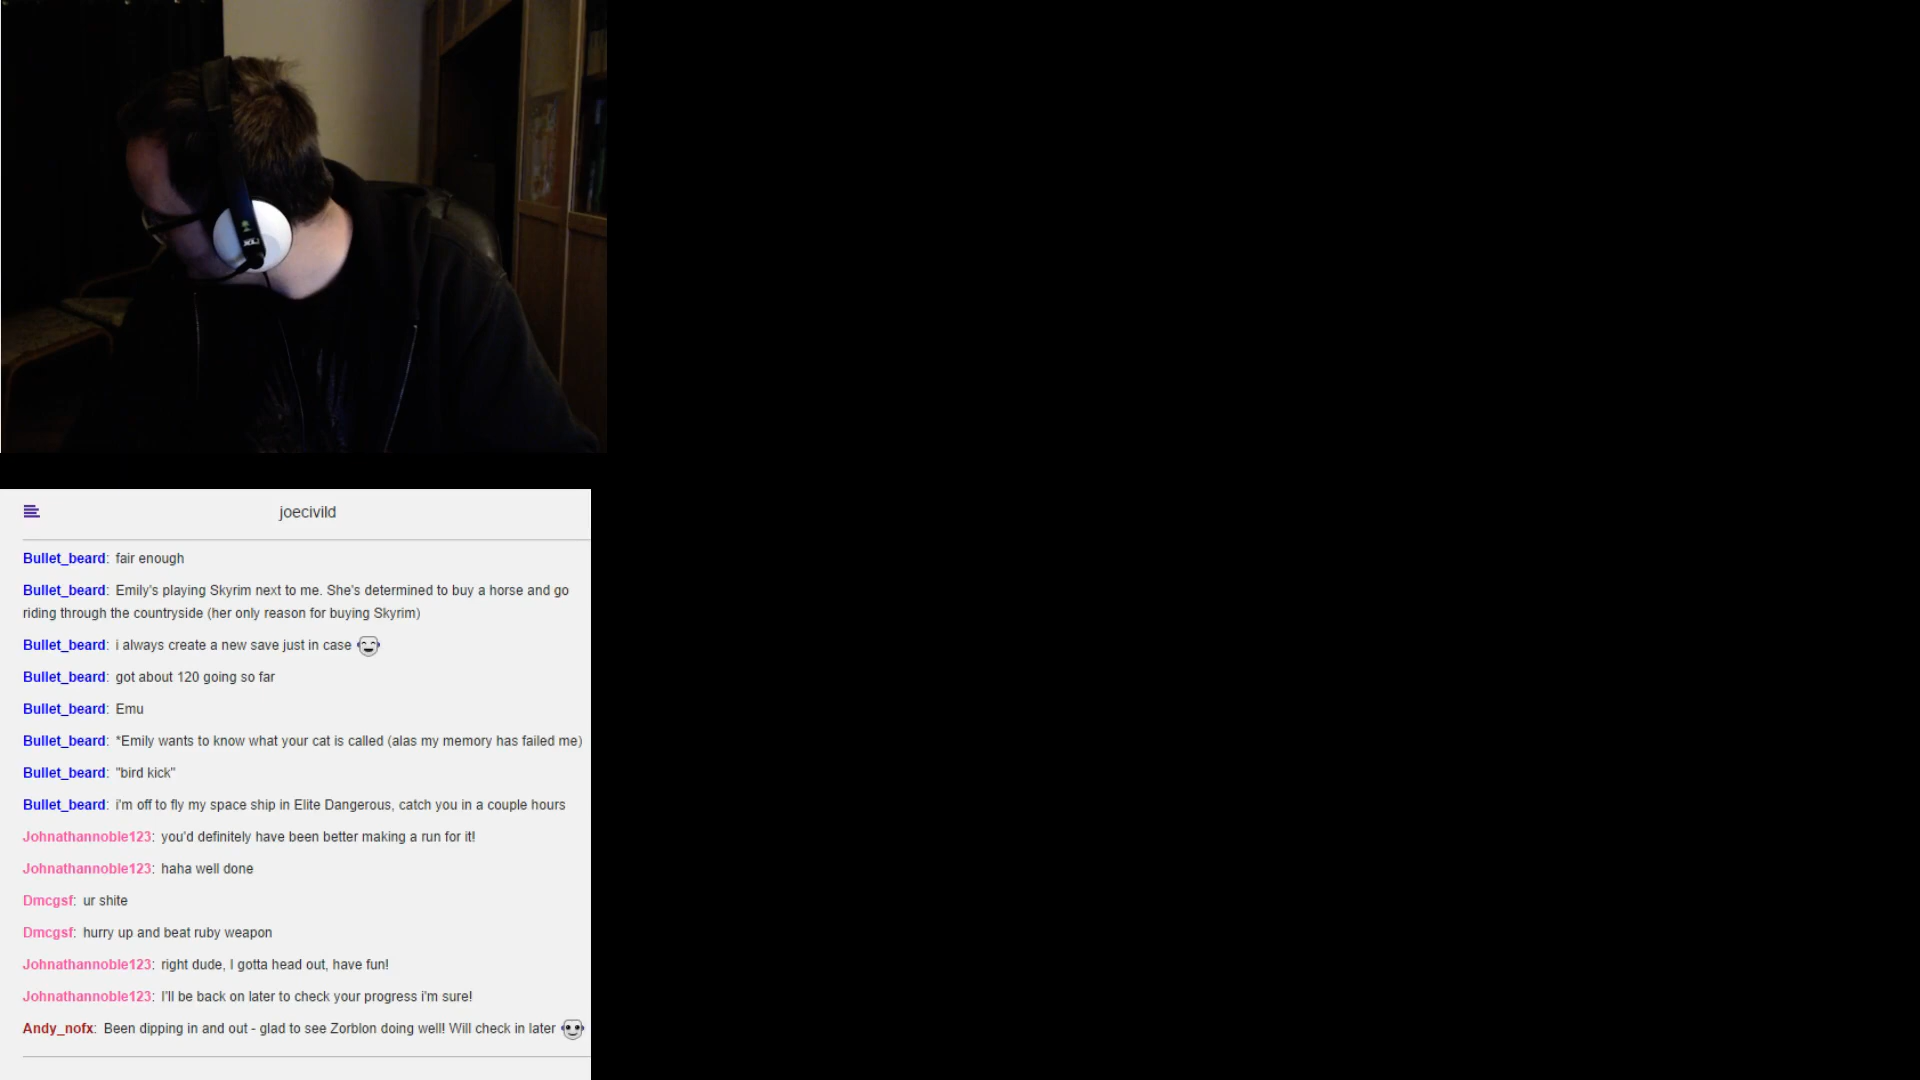 joecivild
Bullet_beard: fair enough
Bullet_beard: Emily's playing Skyrim next to me. She's determined to buy a horse and go
riding through the countryside (her only reason for buying Skyrim)
Bullet_beard: i always create a new save just in case
Bullet_beard: got about 120 going so far
Bullet_beard: Emu
Bullet_beard: *Emily wants to know what your cat is called (alas my memory has failed me)
Bullet_beard: "bird kick"
Bullet_beard: i'm off to fly my space ship in Elite Dangerous, catch you in a couple hours
Johnathannoble123: you'd definitely have been better making a run for it!
Johnathannoble123: haha well done
Dmcgsf: ur shite
Dmcgsf: hurry up and beat ruby weapon
Johnathannoble123: right dude, I gotta head out, have fun!
Johnathannoble123: I'll be back on later to check your progress i'm sure!
Andy_nofx: Been dipping in and out - glad to see Zorblon doing well! Will check in later